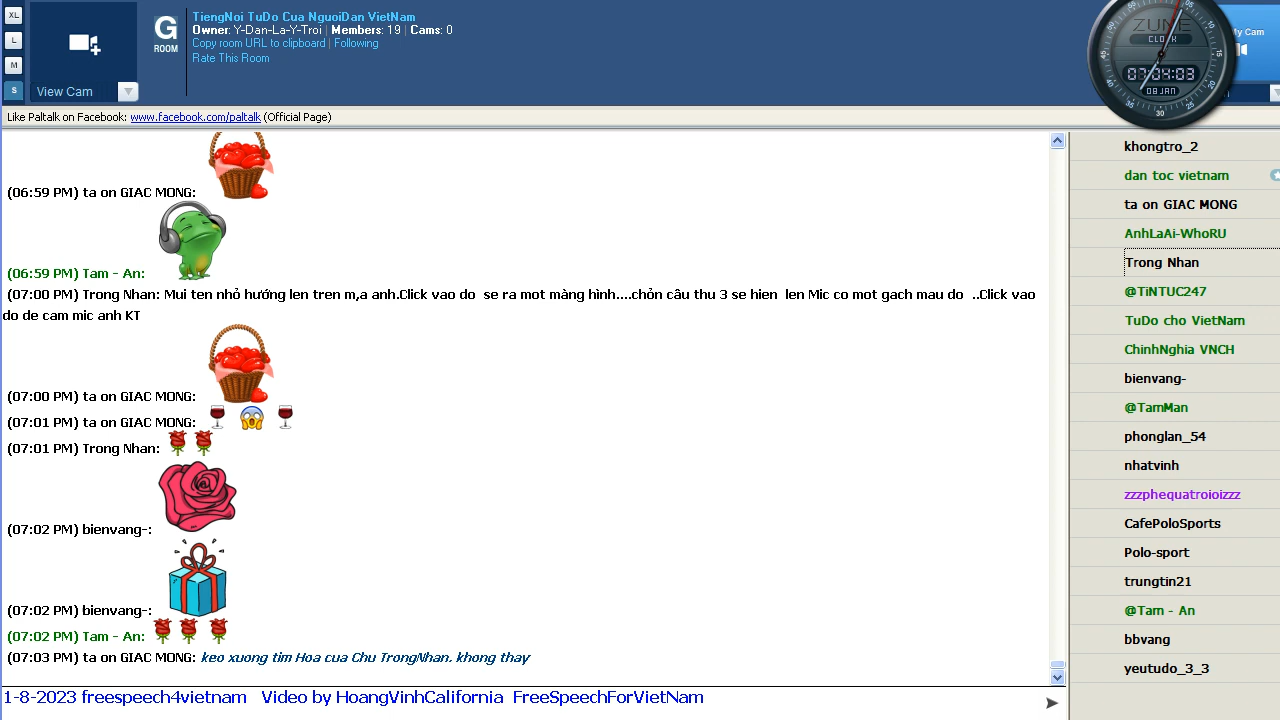 XL
L
M
S
View Cam
G
ROOM
TiengNoi TuDo Cua NguoiDan VietNam
Owner: Y-Dan-La-Y-Troi | Members: 19 | Cams: 0
Copy room URL to clipboard | Following
Rate This Room
ZUNE
CLOCK
07:04:03
08JAN
My Cam
Like Paltalk on Facebook: www.facebook.com/paltalk (Official Page)
(06:59 PM) ta on GIAC MONG:
(06:59 PM) Tam - An:
(07:00 PM) Trong Nhan: Mui ten nhỏ hướng len tren m,a anh.Click vao do  se ra mot màng hình....chỏn câu thu 3 se hien  len Mic co mot gach mau do  ..Click vao
do de cam mic anh KT
(07:00 PM) ta on GIAC MONG:
(07:01 PM) ta on GIAC MONG:
(07:01 PM) Trong Nhan:
(07:02 PM) bienvang-:
(07:02 PM) bienvang-:
(07:02 PM) Tam - An:
(07:03 PM) ta on GIAC MONG: keo xuong tim Hoa cua Chu TrongNhan. khong thay
1-8-2023 freespeech4vietnam   Video by HoangVinhCalifornia  FreeSpeechForVietNam
khongtro_2
dan toc vietnam
ta on GIAC MONG
AnhLaAi-WhoRU
Trong Nhan
@TiNTUC247
TuDo cho VietNam
ChinhNghia VNCH
bienvang-
@TamMan
phonglan_54
nhatvinh
zzzphequatroioizzz
CafePoloSports
Polo-sport
trungtin21
@Tam - An
bbvang
yeutudo_3_3